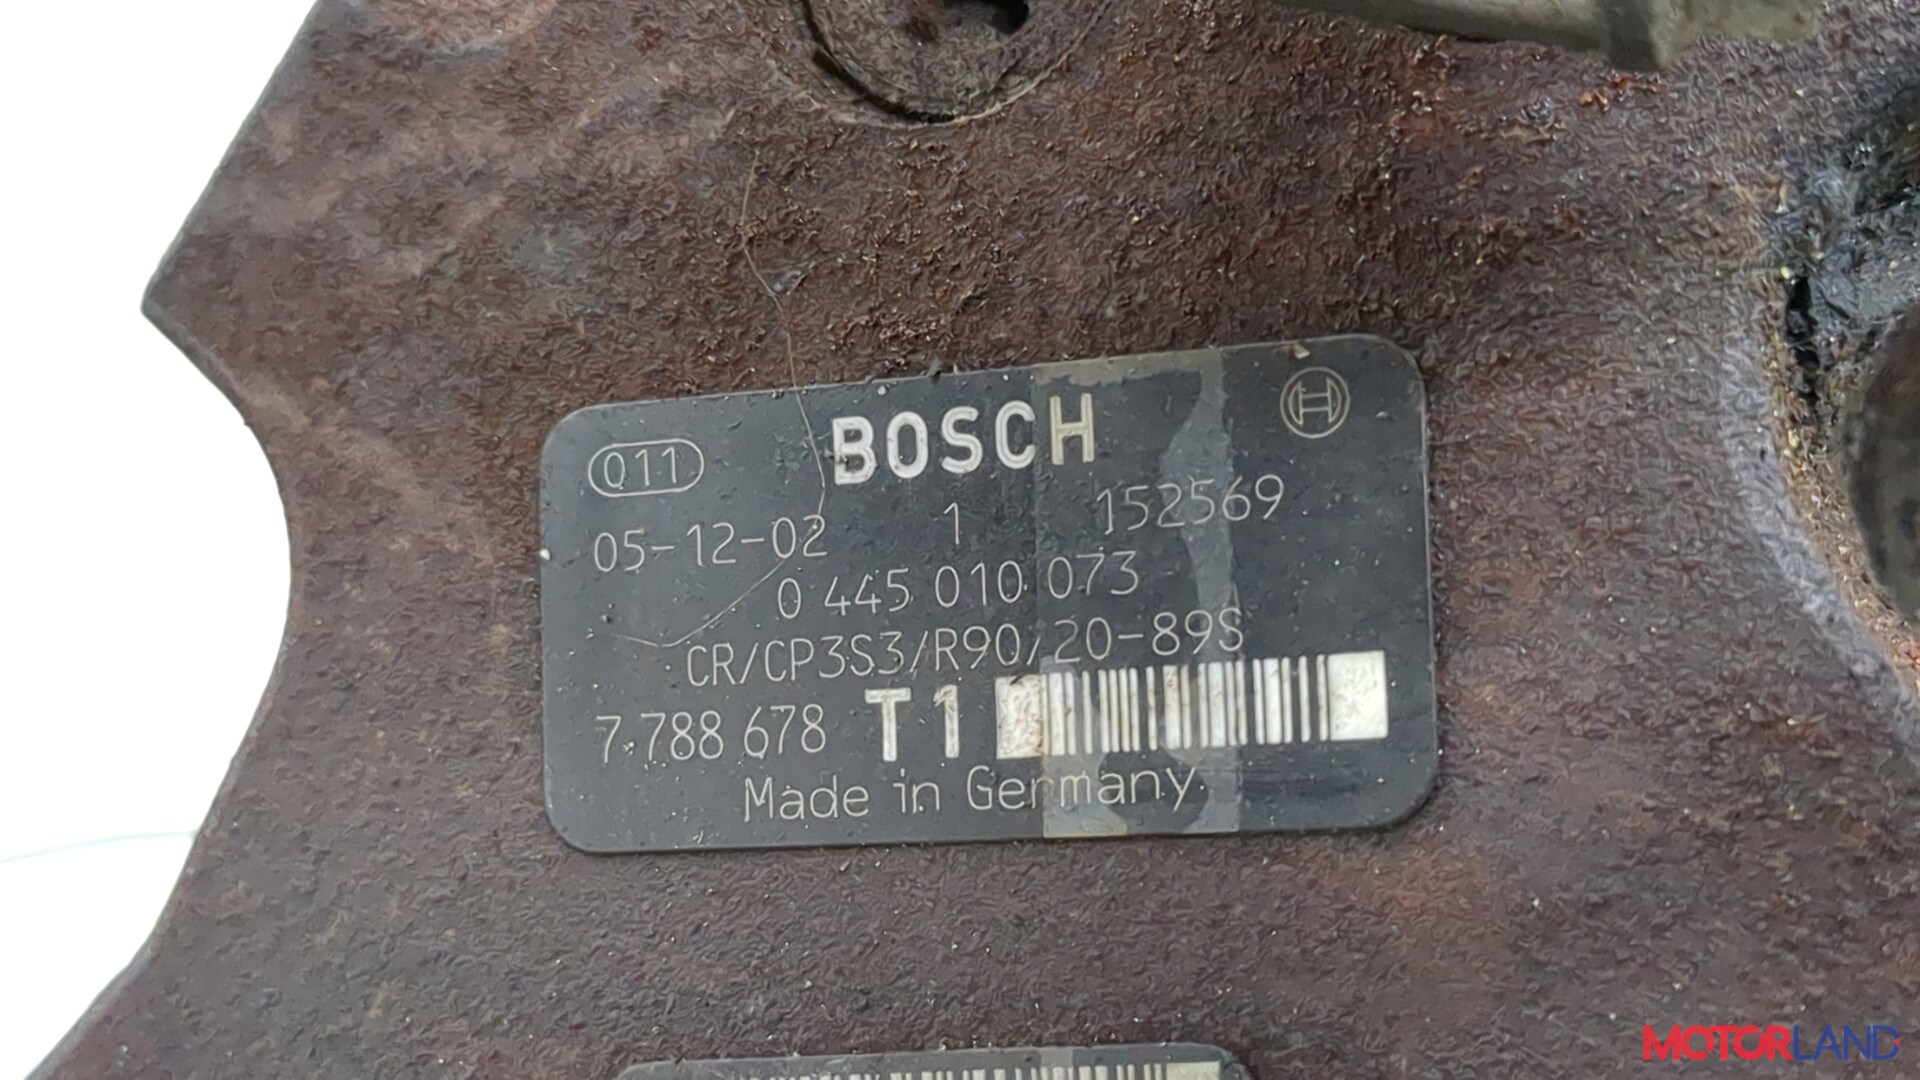 BOSCH
011
05-12-02 1 152569
0 445 010 073
CR/CP3S3/R90/20-89S
7 788 678 T1
Made in Germany
MOTORLAND